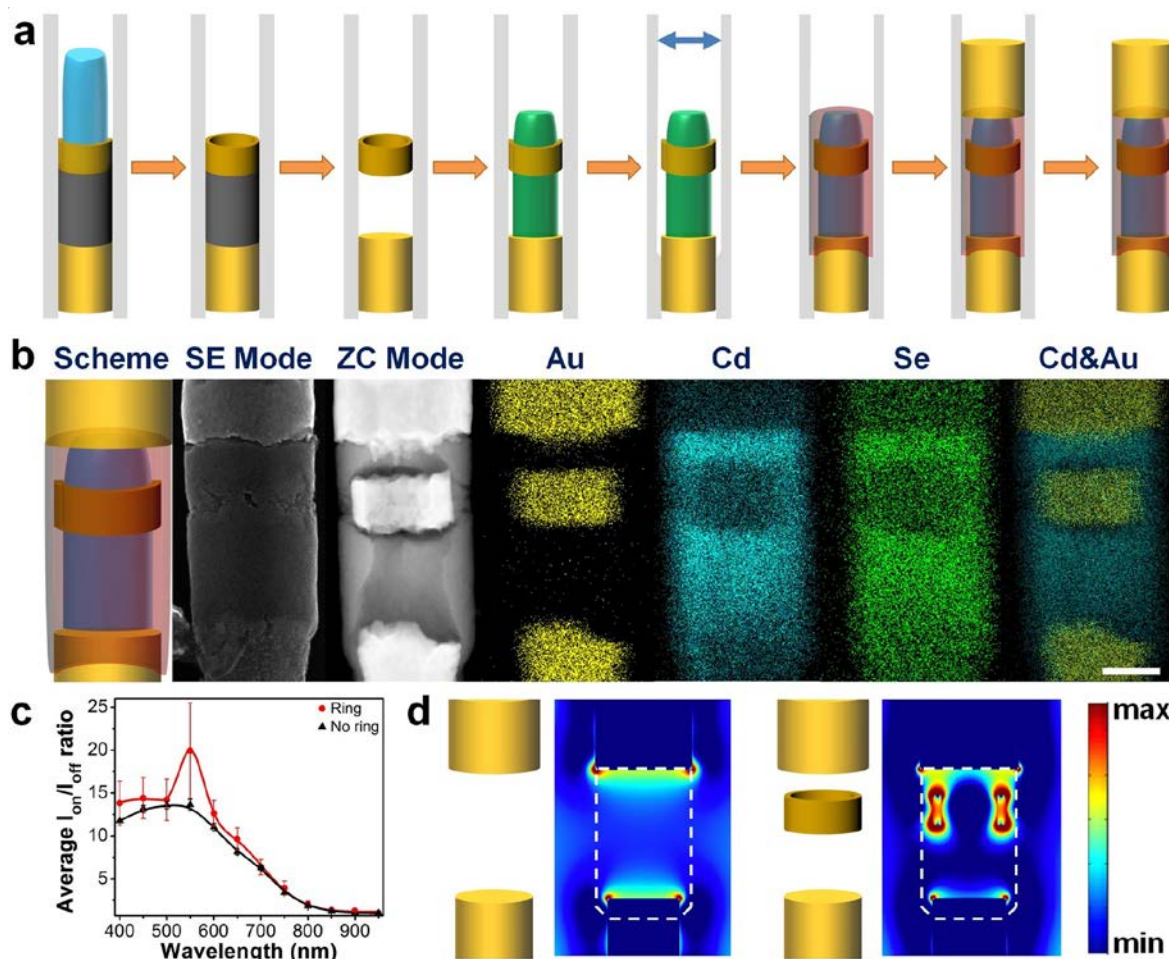 a
b
Scheme SE Mode ZC Mode Au Cd Se Cd&Au
c
25
20
15
10
5
Average Ion/Ioff ratio
Ring
No ring
400 500 600 700 800 900
Wavelength (nm)
d
max
min